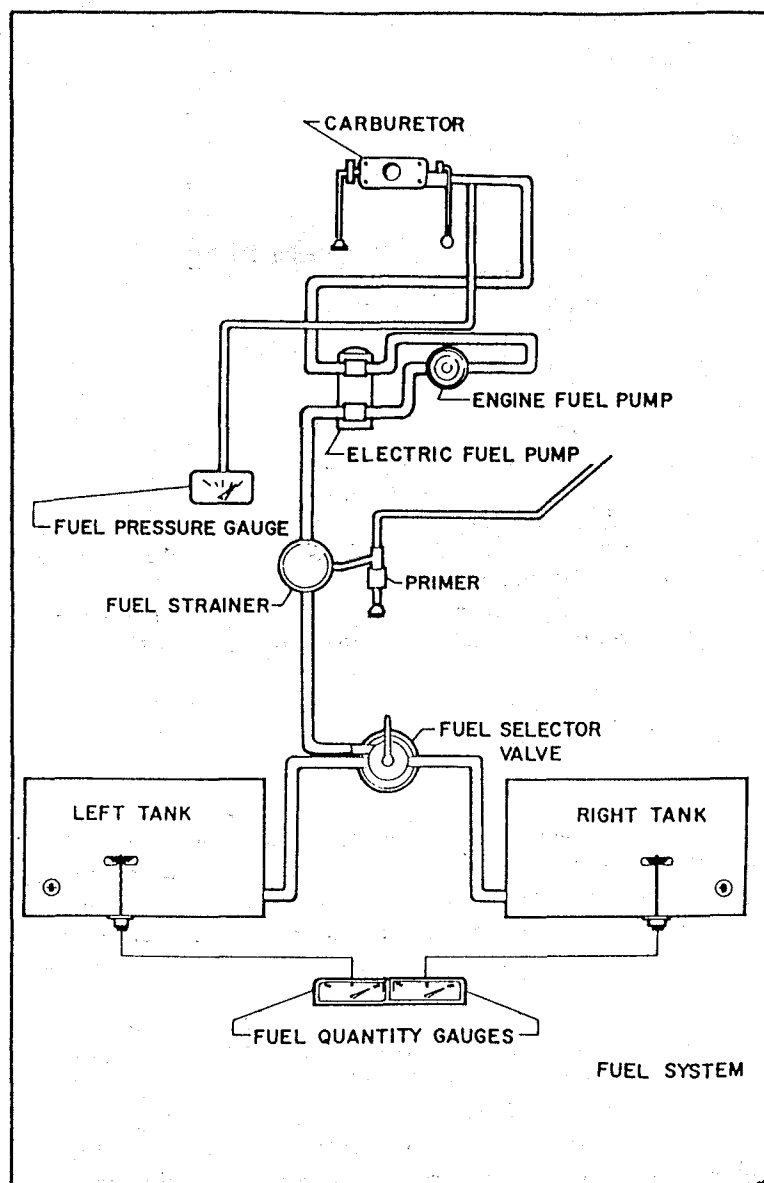 CARBURETOR
ENGINE FUEL PUMP
ELECTRIC FUEL PUMP
FUEL PRESSURE GAUGE
PRIMER
FUEL STRAINER
FUEL SELECTOR
VALVE
LEFT TANK
RIGHT TANK
FUEL QUANTITY GAUGES
FUEL SYSTEM